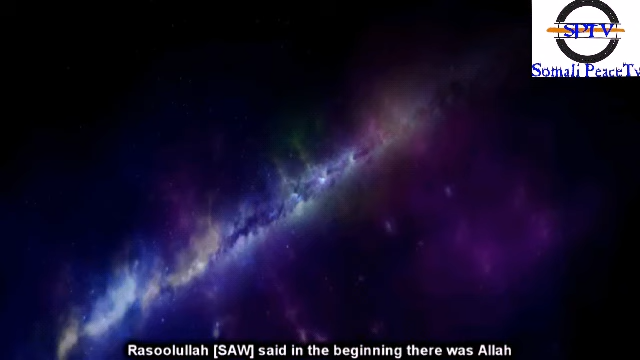 SPTV
Somali PeaceTv
Rasoolullah [SAW] said in the beginning there was Allah